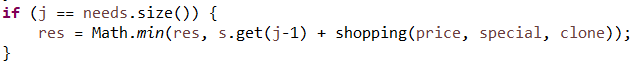 if (j == needs.size()) {
    res = Math.min(res, s.get(j-1) + shopping(price, special, clone));
}